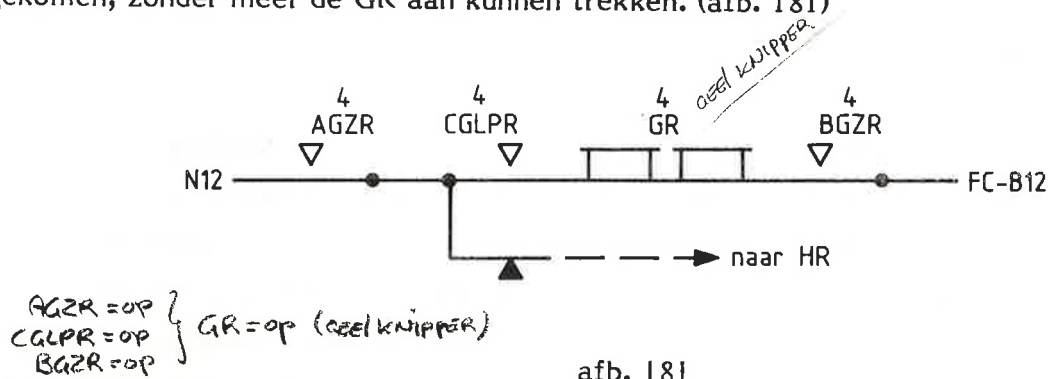 gekomen, zonder meer de GR aan kunnen trekken. (afb. 181)
GEEL KNIPPER
4 4 4 4
AGZR CGLPR GR BGZR
N12 FC-B12
naar HR
AGZR = OP
CGLPR = OP
BGZR = OP
GR = OP (GEEL KNIPPER)
afb. 181